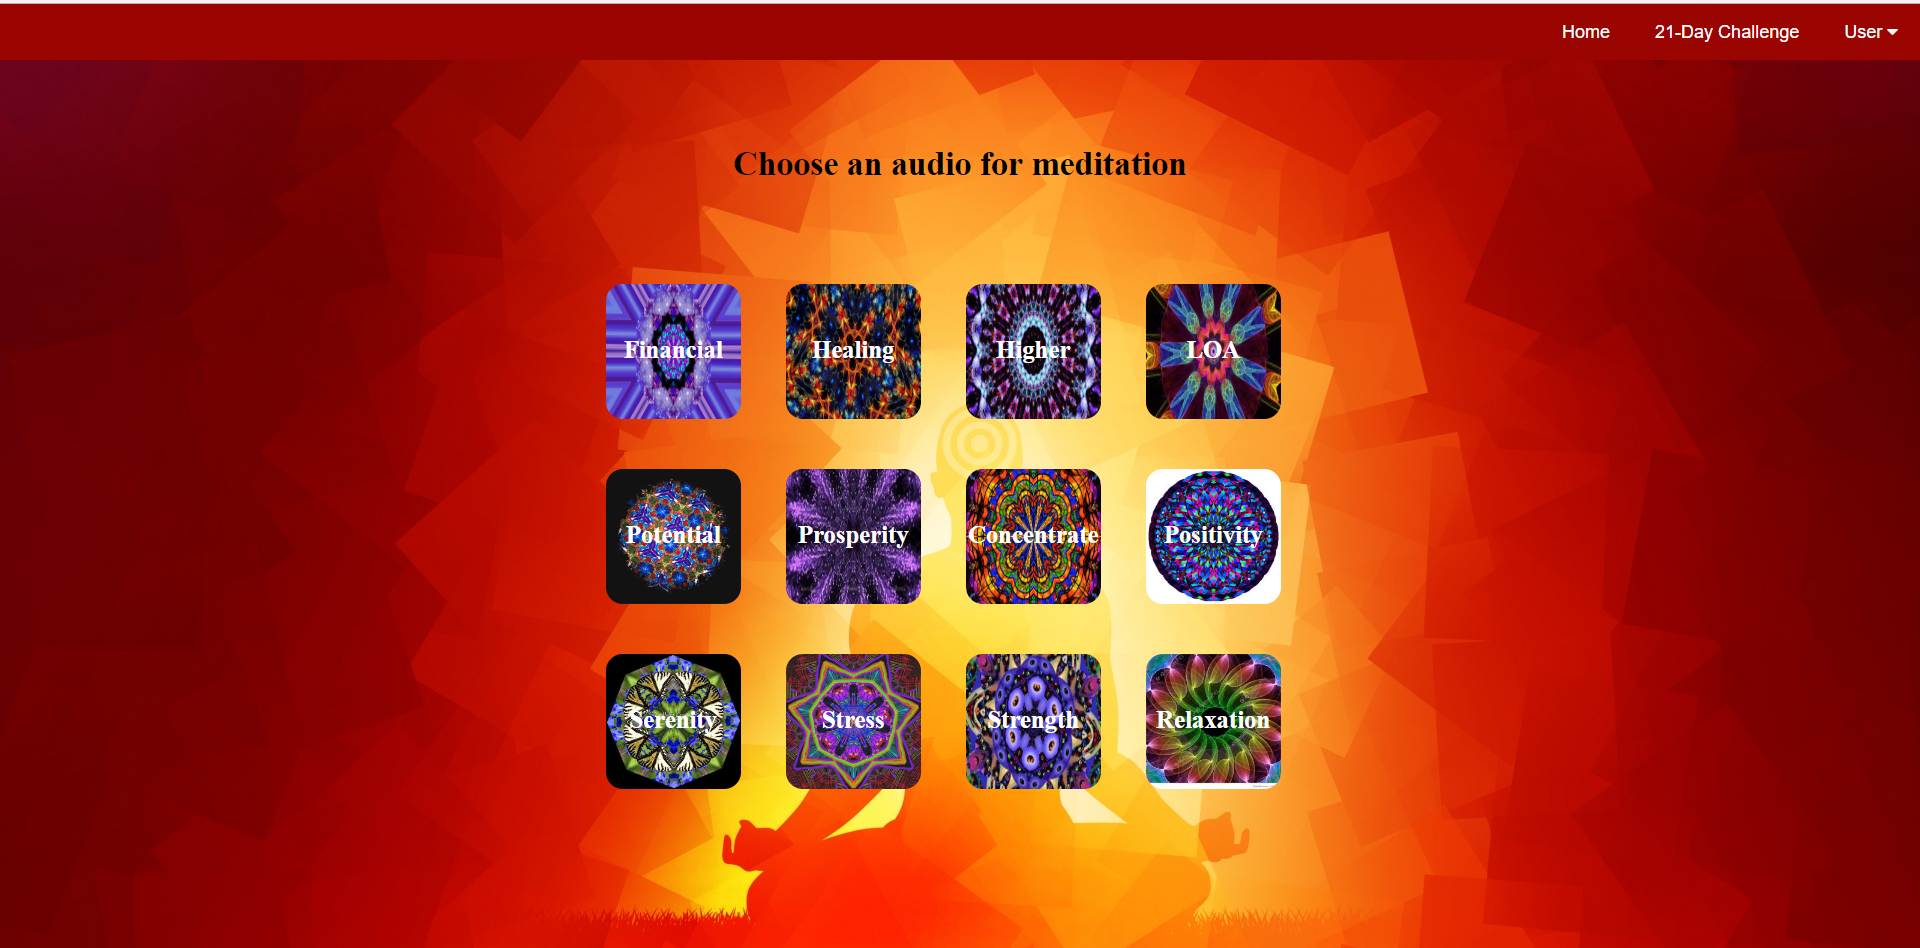 Home 21-Day Challenge User
Choose an audio for meditation
Financial Healing Higher LOA
Potential Prosperity Concentrate Positivity
Serenity Stress Strength Relaxation